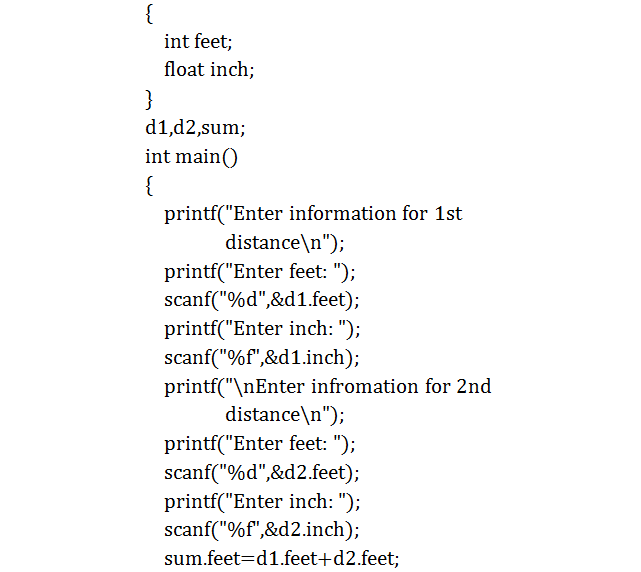 {
int feet;
float inch;
}
d1,d2,sum;
int main()
{
printf("Enter information for 1st
distance\n");
printf("Enter feet: ");
scanf("%d",&d1.feet);
printf("Enter inch: ");
scanf("%f",&d1.inch);
printf("\nEnter infromation for 2nd
distance\n");
printf("Enter feet: ");
scanf("%d",&d2.feet);
printf("Enter inch: ");
scanf("%f",&d2.inch);
sum.feet=d1.feet+d2.feet;